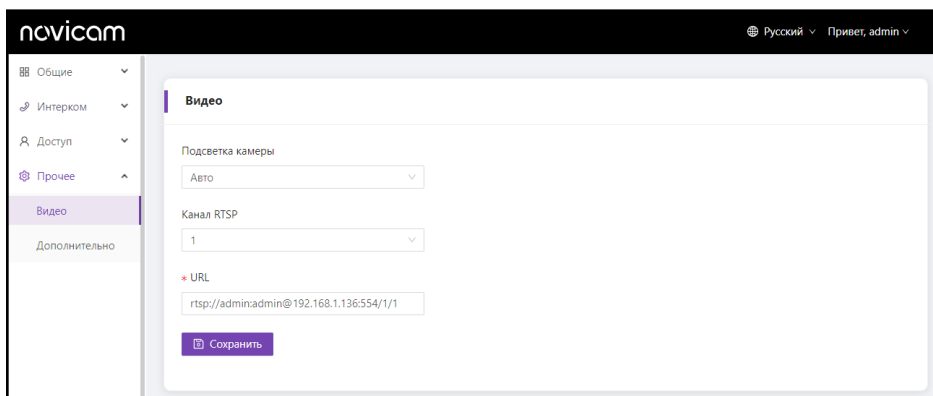 novicam
Русский Привет, admin
Общие
Интерком
Доступ
Прочее
Видео
Дополнительно
Видео
Подсветка камеры
Авто
Канал RTSP
1
* URL
rtsp://admin:admin@192.168.1.136:554/1/1
Сохранить